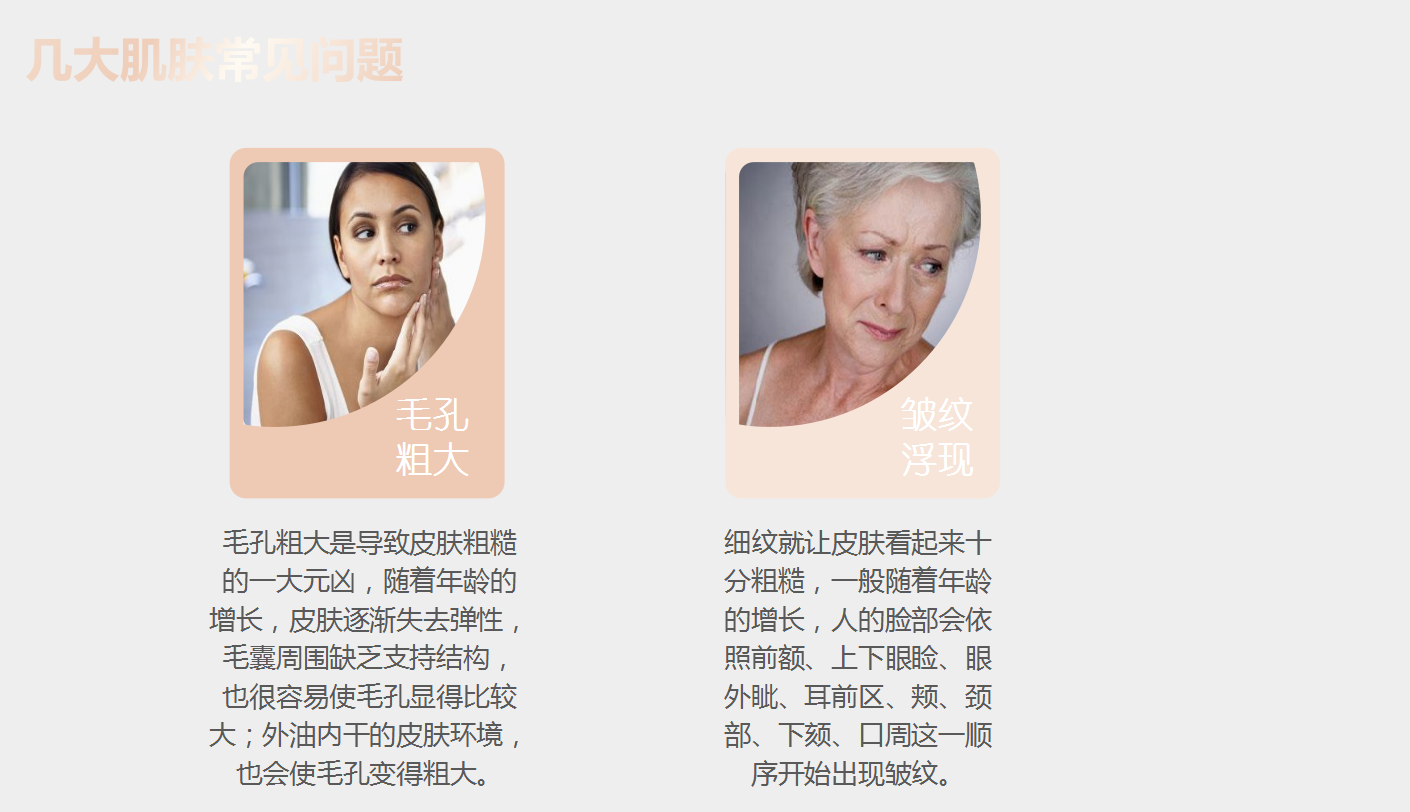 几大肌肤常见问题
毛孔
粗大
毛孔粗大是导致皮肤粗糙
的一大元凶，随着年龄的
增长，皮肤逐渐失去弹性，
毛囊周围缺乏支持结构，
也很容易使毛孔显得比较
大；外油内干的皮肤环境，
也会使毛孔变得粗大。
皱纹
浮现
细纹就让皮肤看起来十
分粗糙，一般随着年龄
的增长，人的脸部会依
照前额、上下眼睑、眼
外眦、耳前区、颊、颈
部、下颏、口周这一顺
序开始出现皱纹。